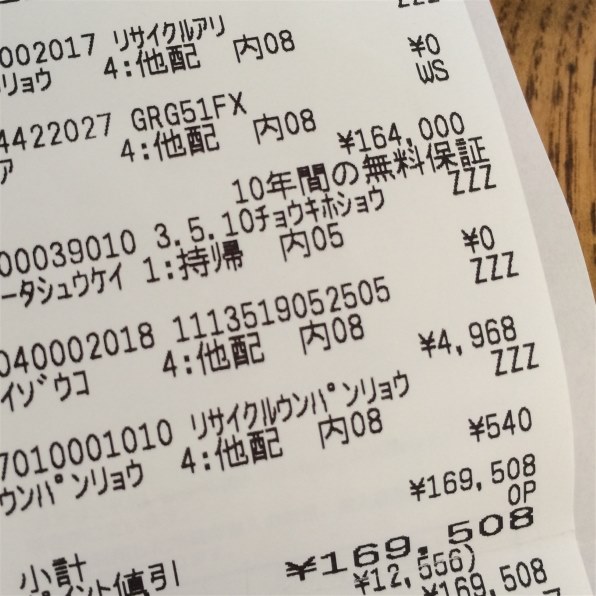 ZZZ
002017 リサイクルアリ
リョウ 4:他配 内08 ¥0
WS
4422027 GRG51FX
ア 4:他配 内08 ¥164,000
10年間の無料保証
ZZZ
00039010 3.5.10チョウキホショウ
ータシュウケイ 1:持リ帰 内05 ¥0
ZZZ
040002018 1113519052505
イゾウコ 4:他配 内08 ¥4,968
ZZZ
7010001010 リサイクルウンパンリョウ
ウンパンリョウ 4:他配 内08 ¥540
¥169,508
OP
小計 ¥169,508
イント値引 ¥12,556)
¥169,508